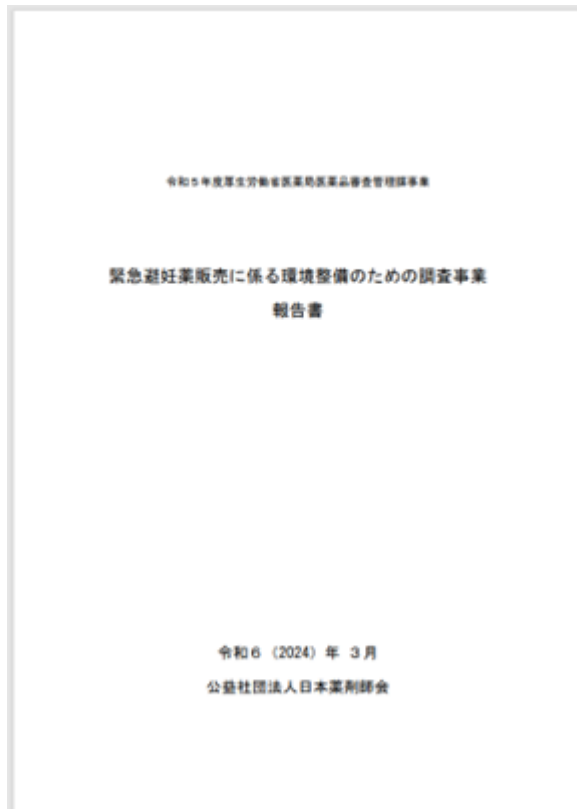 令和５年度厚生労働省医薬局医薬品審査管理課事業
緊急避妊薬販売に係る環境整備のための調査事業
報告書
令和６（2024）年 ３月
公益社団法人日本薬剤師会